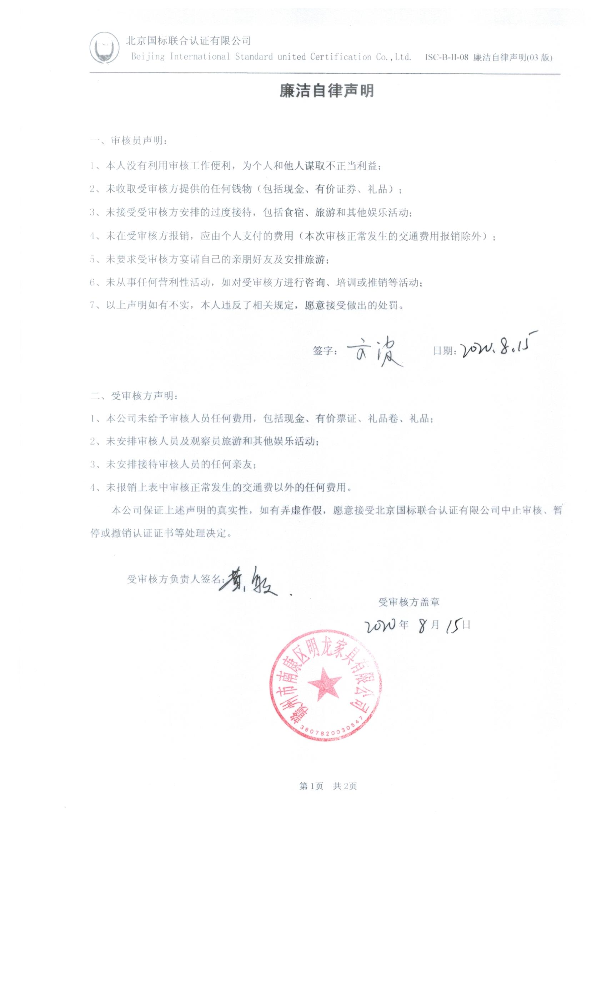 北京国标联合认证有限公司
Beijing International Standard united Certification Co.,Ltd. ISC-B-II-08 廉洁自律声明(03 版)
廉洁自律声明
一、审核员声明：
1、本人没有利用审核工作便利，为个人和他人谋取不正当利益；
2、未收取受审核方提供的任何钱物（包括现金、有价证券、礼品）；
3、未接受受审核方安排的过度接待，包括食宿、旅游和其他娱乐活动；
4、未在受审核方报销，应由个人支付的费用（本次审核正常发生的交通费用报销除外）；
5、未要求受审核方宴请自己的亲朋好友及安排旅游；
6、未从事任何营利性活动，如对受审核方进行咨询、培训或推销等活动；
7、以上声明如有不实，本人违反了相关规定，愿意接受做出的处罚。
签字： 日期：2020.8.15
二、受审核方声明：
1、本公司未给予审核人员任何费用，包括现金、有价票证、礼品卷、礼品；
2、未安排审核人员及观察员旅游和其他娱乐活动；
3、未安排接待审核人员的任何亲友；
4、未报销上表中审核正常发生的交通费以外的任何费用。
本公司保证上述声明的真实性，如有弄虚作假，愿意接受北京国标联合认证有限公司中止审核、暂
停或撤销认证证书等处理决定。
受审核方负责人签名：黄敏
受审核方盖章
2020年 8月 15日
赣州市南康区明龙家具有限公司
3607820030547
第1页 共2页